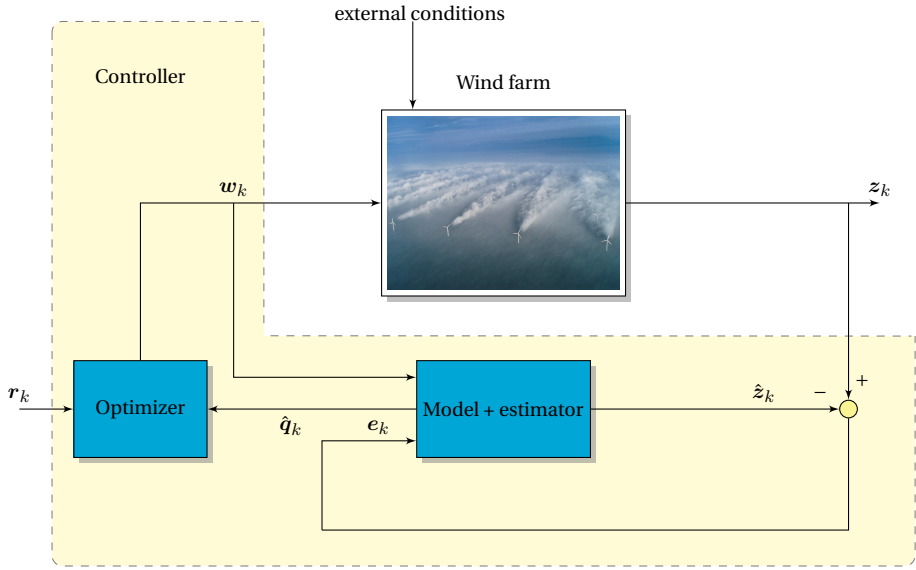 external conditions
Controller
Wind farm
w_k
z_k
r_k
Optimizer
Model + estimator
ẑ_k
−
+
q̂_k
e_k